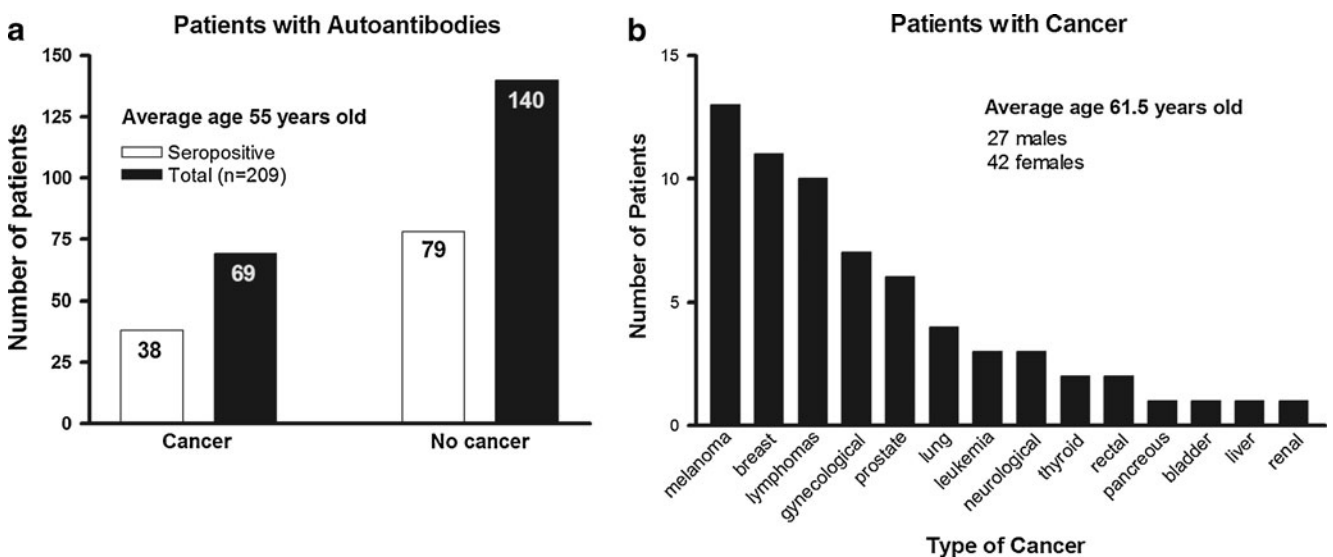 a
Patients with Autoantibodies
Number of patients
150
125
100
75
50
25
0
Average age 55 years old
Seropositive
Total (n=209)
38
69
79
140
Cancer
No cancer
b
Patients with Cancer
Number of Patients
15
10
5
0
Average age 61.5 years old
27 males
42 females
melanoma
breast
lymphomas
gynecological
prostate
lung
leukemia
neurological
thyroid
rectal
pancreous
bladder
liver
renal
Type of Cancer